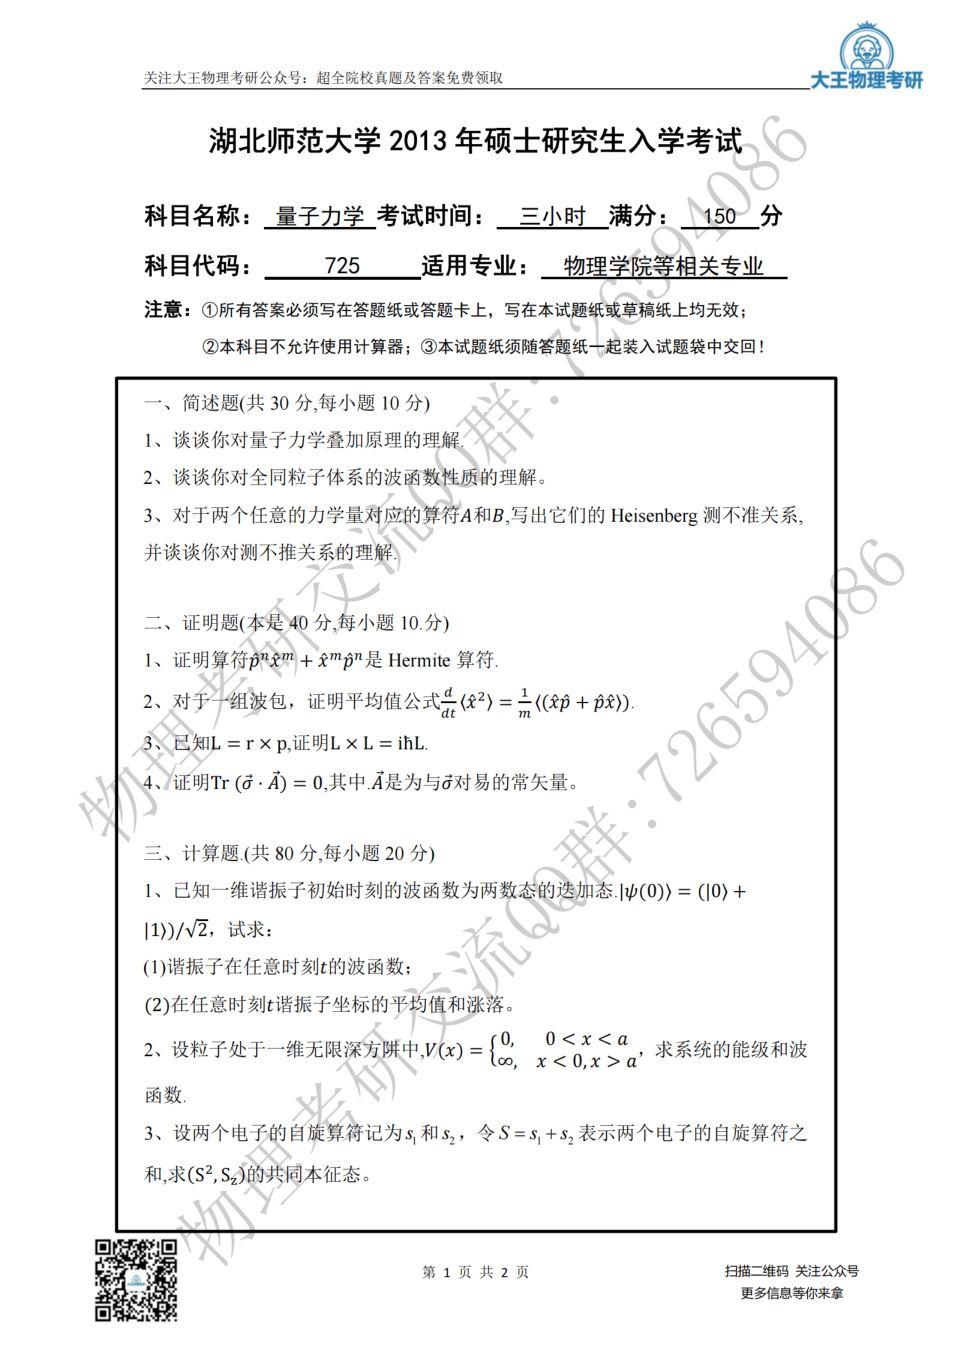 关注大王物理考研公众号：超全院校真题及答案免费领取
大王物理考研
湖北师范大学 2013 年硕士研究生入学考试
科目名称： 量子力学 考试时间： 三小时 满分： 150 分
科目代码： 725 适用专业： 物理学院等相关专业
注意：①所有答案必须写在答题纸或答题卡上，写在本试题纸或草稿纸上均无效；
②本科目不允许使用计算器；③本试题纸须随答题纸一起装入试题袋中交回！
一、简述题(共 30 分,每小题 10 分)
1、谈谈你对量子力学叠加原理的理解.
2、谈谈你对全同粒子体系的波函数性质的理解。
3、对于两个任意的力学量对应的算符A和B,写出它们的 Heisenberg 测不准关系,
并谈谈你对测不推关系的理解.
二、证明题(本是 40 分,每小题 10.分)
1、证明算符p̂ⁿx̂ᵐ + x̂ᵐp̂ⁿ是 Hermite 算符.
2、对于一组波包，证明平均值公式d/dt⟨x̂²⟩ = 1/m⟨(x̂p̂ + p̂x̂)⟩.
3、已知L = r × p,证明L × L = iħL.
4、证明Tr (σ⃗ · A⃗) = 0,其中.A⃗是为与σ⃗对易的常矢量。
三、计算题.(共 80 分,每小题 20 分)
1、已知一维谐振子初始时刻的波函数为两数态的迭加态.|ψ(0)⟩ = (|0⟩ +
|1⟩)/√2，试求：
(1)谐振子在任意时刻t的波函数；
(2)在任意时刻t谐振子坐标的平均值和涨落。
2、设粒子处于一维无限深方阱中,V(x) = {0, 0 < x < a
∞, x < 0, x > a，求系统的能级和波
函数.
3、设两个电子的自旋算符记为s₁和s₂，令S = s₁ + s₂表示两个电子的自旋算符之
和,求(S², S_z)的共同本征态。
物理考研交流QQ群：726594086
物理考研交流QQ群：726594086
大王物理
第 1 页 共 2 页
扫描二维码 关注公众号
更多信息等你来拿